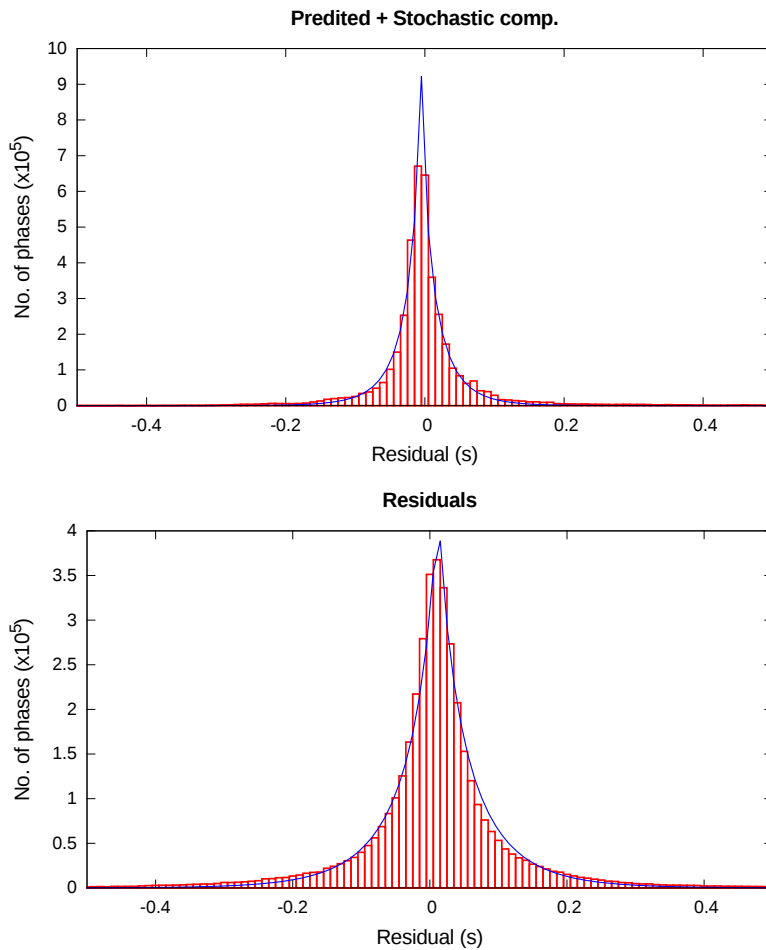 Predited + Stochastic comp.
10
9
8
7
6
5
4
3
2
1
0
No. of phases (x10⁵)
-0.4 -0.2 0 0.2 0.4
Residual (s)
Residuals
4
3.5
3
2.5
2
1.5
1
0.5
0
No. of phases (x10⁵)
-0.4 -0.2 0 0.2 0.4
Residual (s)